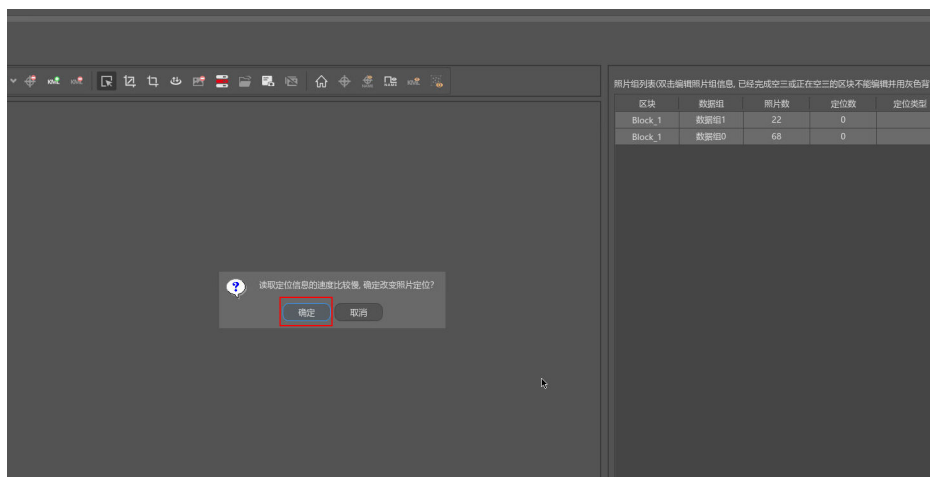 照片组列表(双击编辑照片组信息, 已经完成空三或正在空三的区块不能编辑并用灰色背
区块 数据组 照片数 定位数 定位类型
Block_1 数据组1 22 0
Block_1 数据组0 68 0
读取定位信息的速度比较慢, 确定改变照片定位?
确定 取消